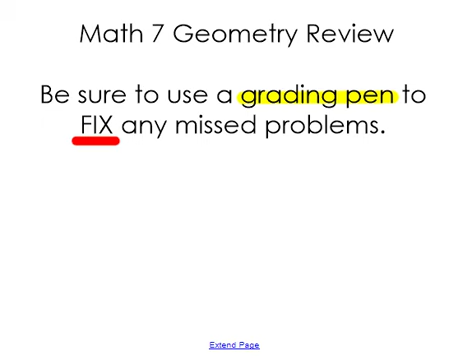 Math 7 Geometry Review
Be sure to use a grading pen to
FIX any missed problems.
Extend Page